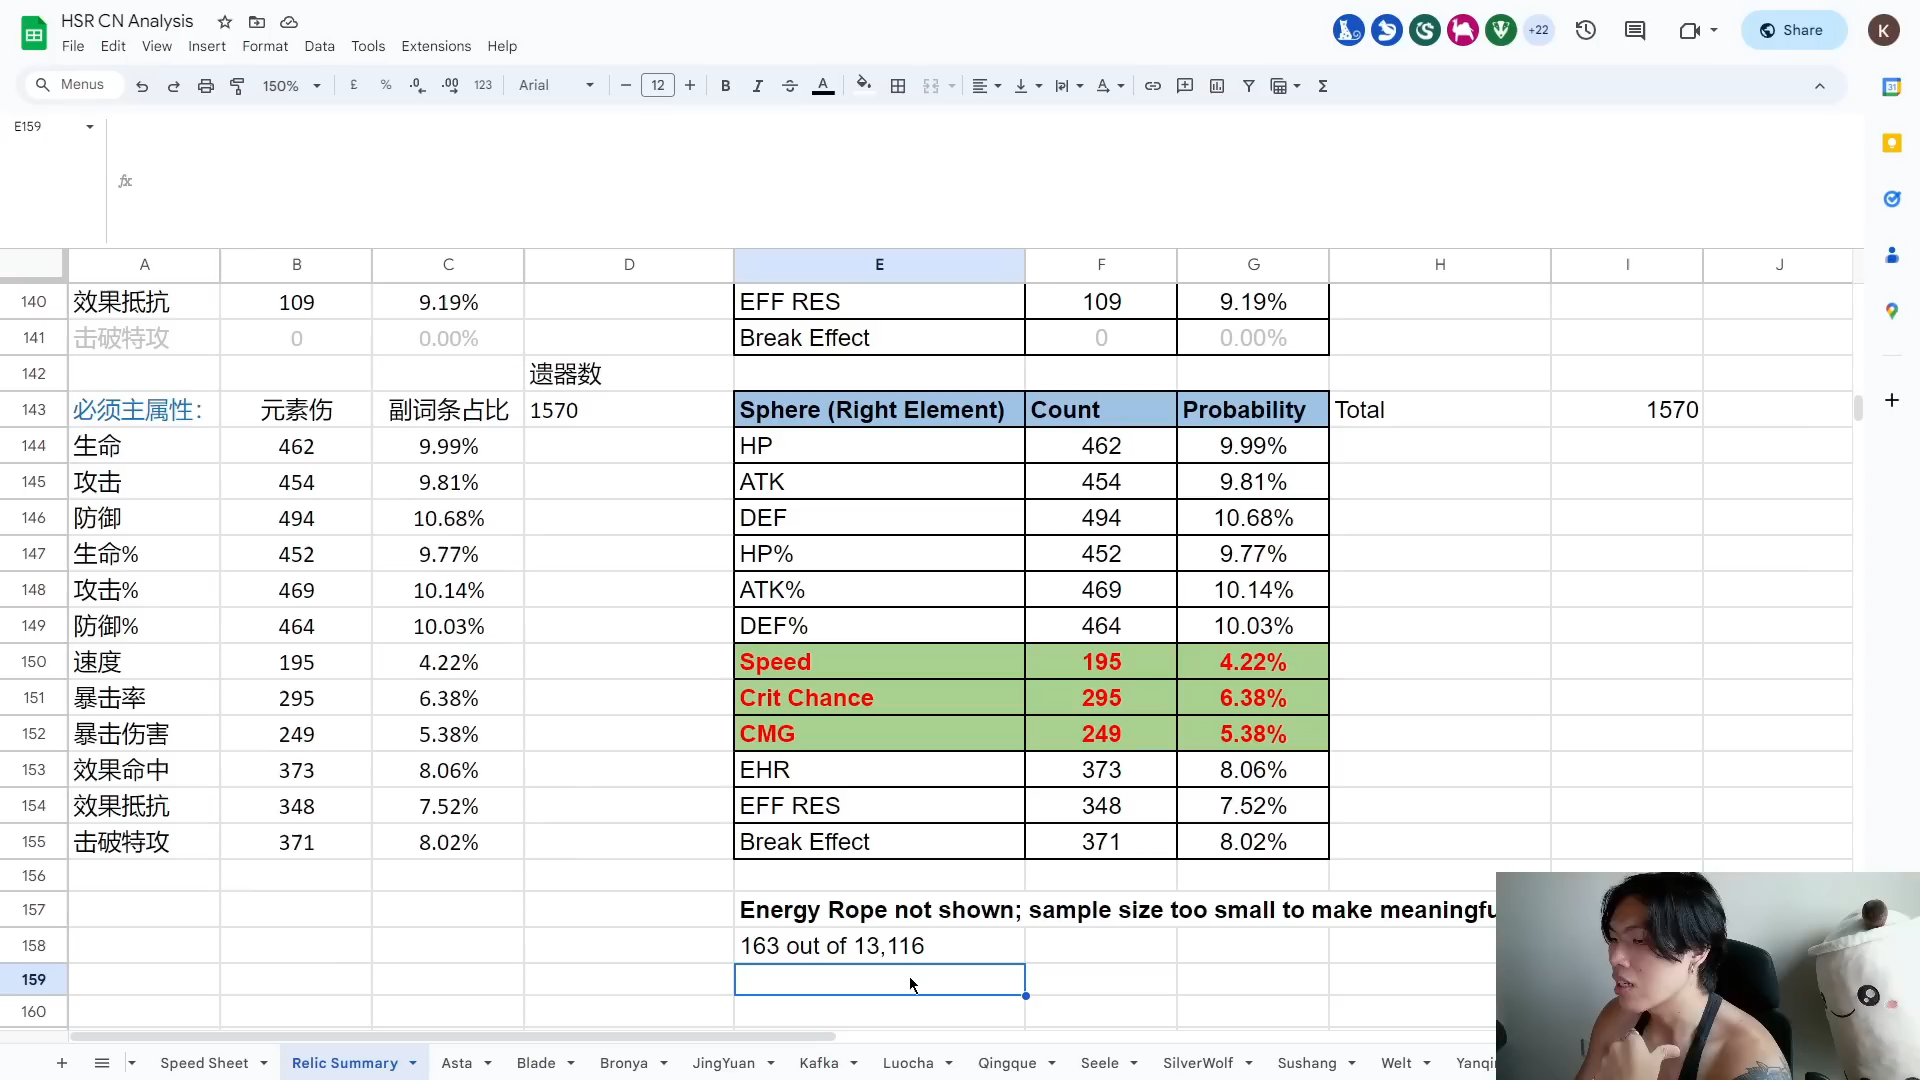 HSR CN Analysis
+22
Share
K
File Edit View Insert Format Data Tools Extensions Help
Menus 150% £ % .0 .00 123 Arial 12 B I A Σ
E159
fx
A B C D E F G H I J
140 效果抵抗 109 9.19% EFF RES 109 9.19%
141 击破特攻 0 0.00% Break Effect 0 0.00%
142 遗器数
143 必须主属性： 元素伤 副词条占比 1570 Sphere (Right Element) Count Probability Total 1570
144 生命 462 9.99% HP 462 9.99%
145 攻击 454 9.81% ATK 454 9.81%
146 防御 494 10.68% DEF 494 10.68%
147 生命% 452 9.77% HP% 452 9.77%
148 攻击% 469 10.14% ATK% 469 10.14%
149 防御% 464 10.03% DEF% 464 10.03%
150 速度 195 4.22% Speed 195 4.22%
151 暴击率 295 6.38% Crit Chance 295 6.38%
152 暴击伤害 249 5.38% CMG 249 5.38%
153 效果命中 373 8.06% EHR 373 8.06%
154 效果抵抗 348 7.52% EFF RES 348 7.52%
155 击破特攻 371 8.02% Break Effect 371 8.02%
156
157 Energy Rope not shown; sample size too small to make meaningfu
158 163 out of 13,116
159
160
Speed Sheet Relic Summary Asta Blade Bronya JingYuan Kafka Luocha Qingque Seele SilverWolf Sushang Welt Yanqin